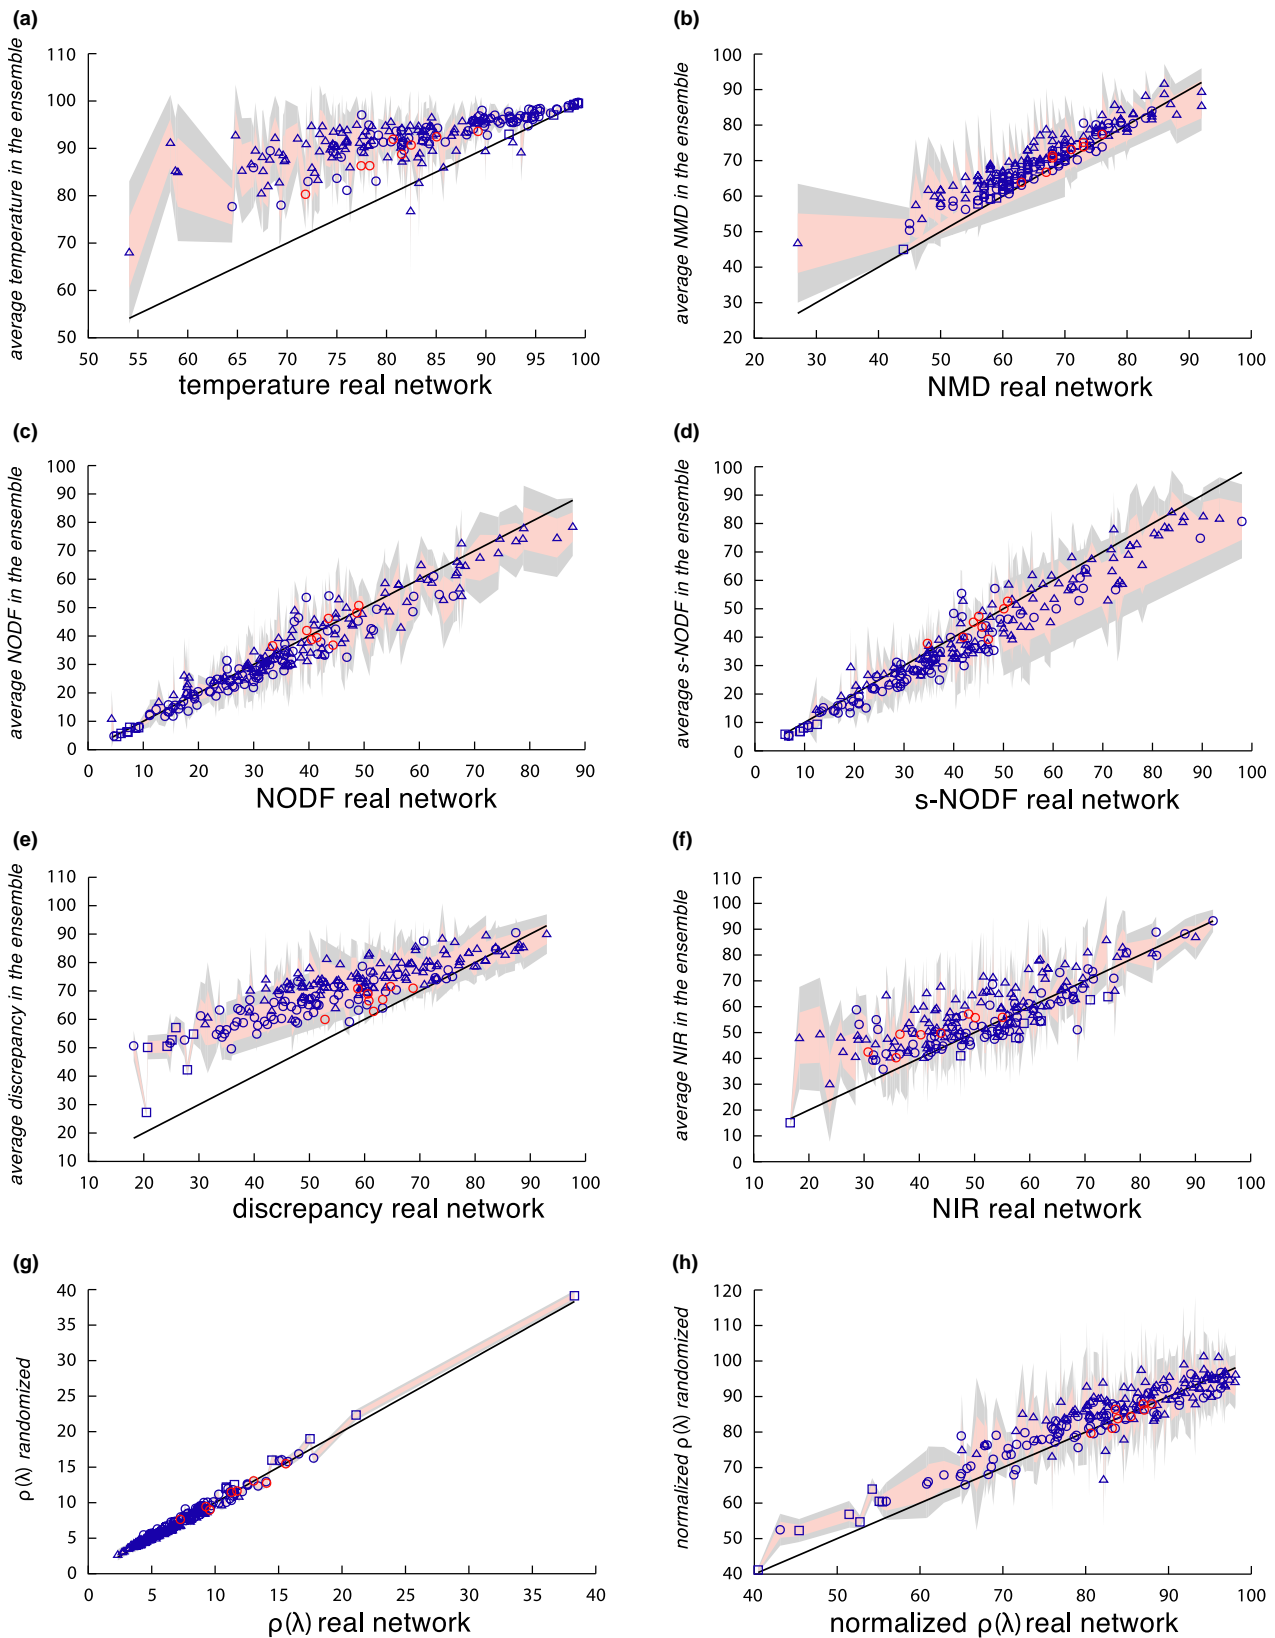 (a)
average temperature in the ensemble
110
100
90
80
70
60
50
50 55 60 65 70 75 80 85 90 95 100
temperature real network
(b)
average NMD in the ensemble
100
90
80
70
60
50
40
30
20
20 30 40 50 60 70 80 90 100
NMD real network
(c)
average NODF in the ensemble
100
90
80
70
60
50
40
30
20
10
0
0 10 20 30 40 50 60 70 80 90
NODF real network
(d)
average s-NODF in the ensemble
100
90
80
70
60
50
40
30
20
10
0
0 10 20 30 40 50 60 70 80 90 100
s-NODF real network
(e)
average discrepancy in the ensemble
110
100
90
80
70
60
50
40
30
20
10
10 20 30 40 50 60 70 80 90 100
discrepancy real network
(f)
average NIR in the ensemble
110
100
90
80
70
60
50
40
30
20
10
0
10 20 30 40 50 60 70 80 90 100
NIR real network
(g)
ρ(λ) randomized
40
35
30
25
20
15
10
5
0
0 5 10 15 20 25 30 35 40
ρ(λ) real network
(h)
normalized ρ(λ) randomized
120
110
100
90
80
70
60
50
40
40 50 60 70 80 90 100
normalized ρ(λ) real network